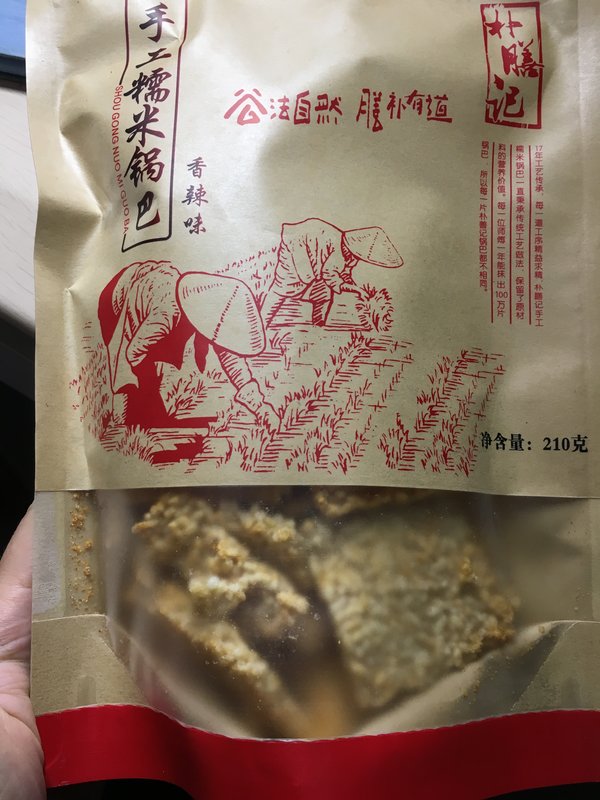 手工糯米锅巴
SHOU GONG NUO MI GUO BA
香辣味
公法自然 膳补有道
朴膳记
17年工艺传承，每一道工序精益求精，朴膳记手工
糯米锅巴一直秉承传统工艺做法，保留了原材
料的营养价值。每一位师傅一年能抹出100万片
锅巴，所以每一片朴膳记锅巴都不相同。
净含量：210克